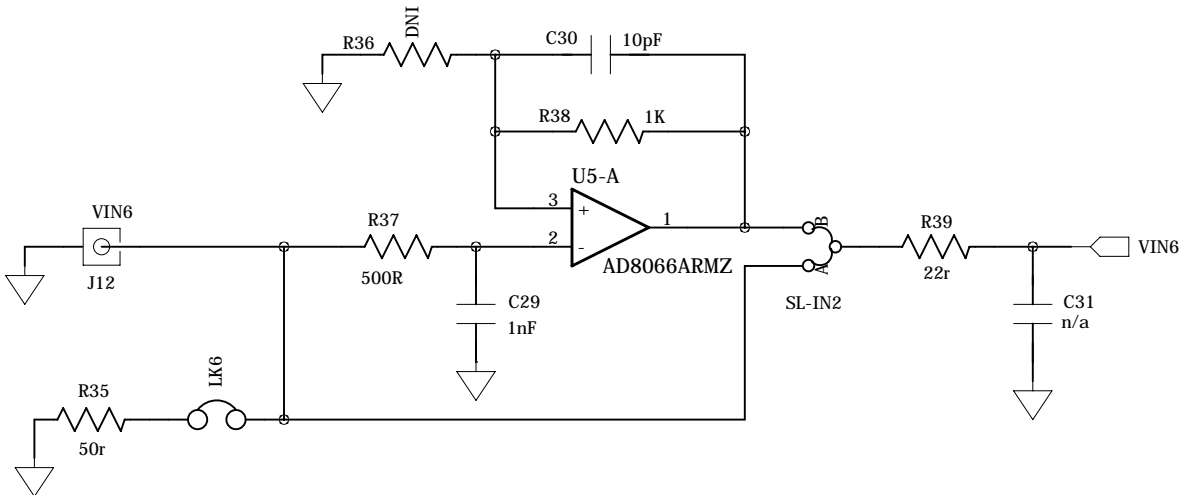 R36
DNI
C30
10pF
R38
1K
U5-A
3
+
2
-
1
AD8066ARMZ
VIN6
J12
R37
500R
C29
1nF
B
A
SL-IN2
R39
22r
VIN6
C31
n/a
R35
50r
LK6